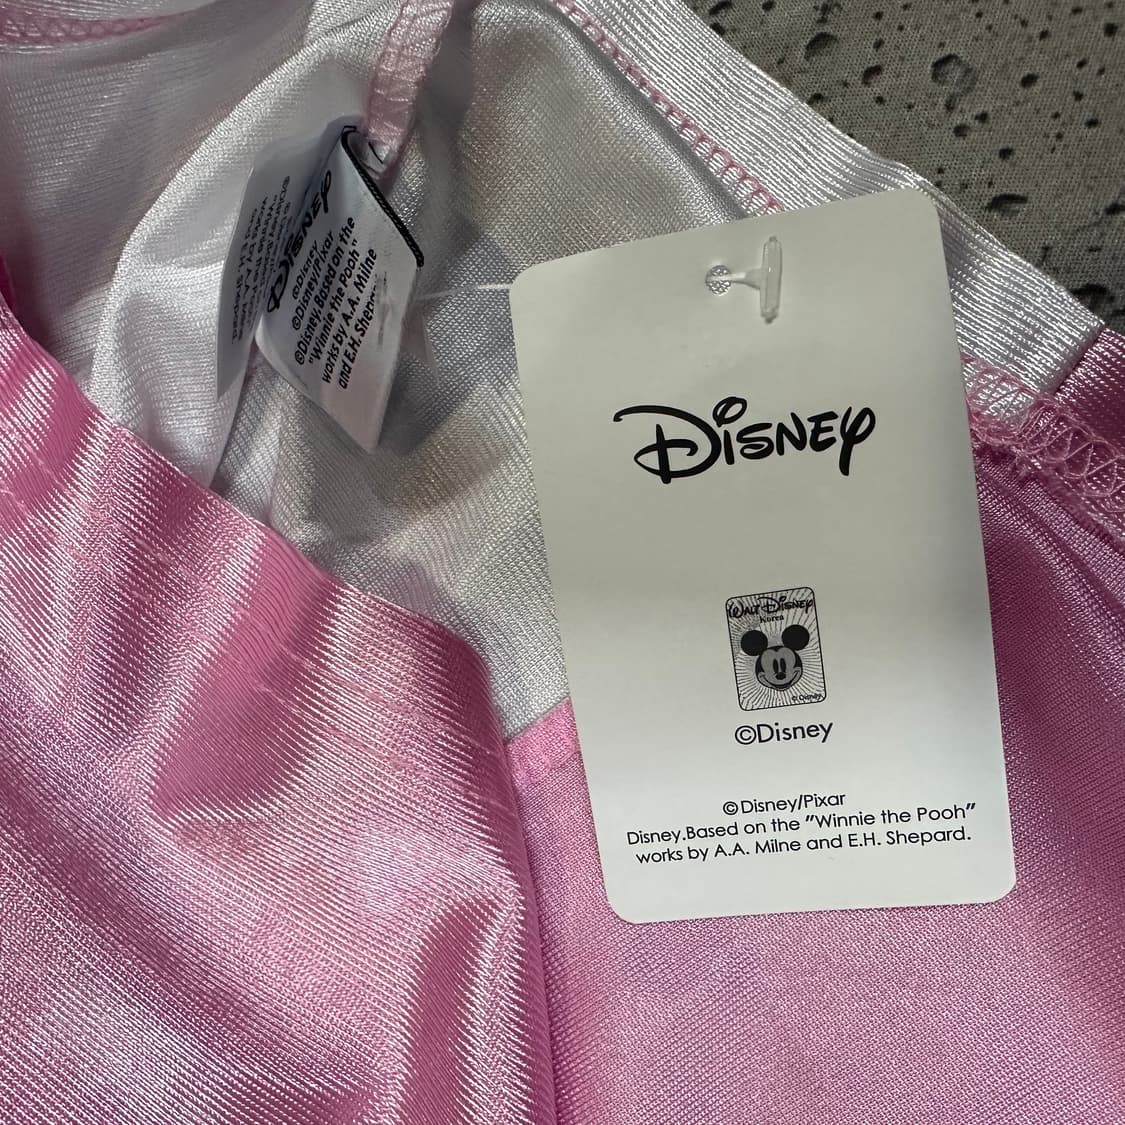 DISNEY
©Disney
©Disney/Pixar
©Disney.Based on the
"Winnie the Pooh"
works by A.A. Milne
and E.H.
DISNEY
WALT DISNEY
Korea
© Disney
©Disney
©Disney/Pixar
Disney.Based on the "Winnie the Pooh"
works by A.A. Milne and E.H. Shepard.